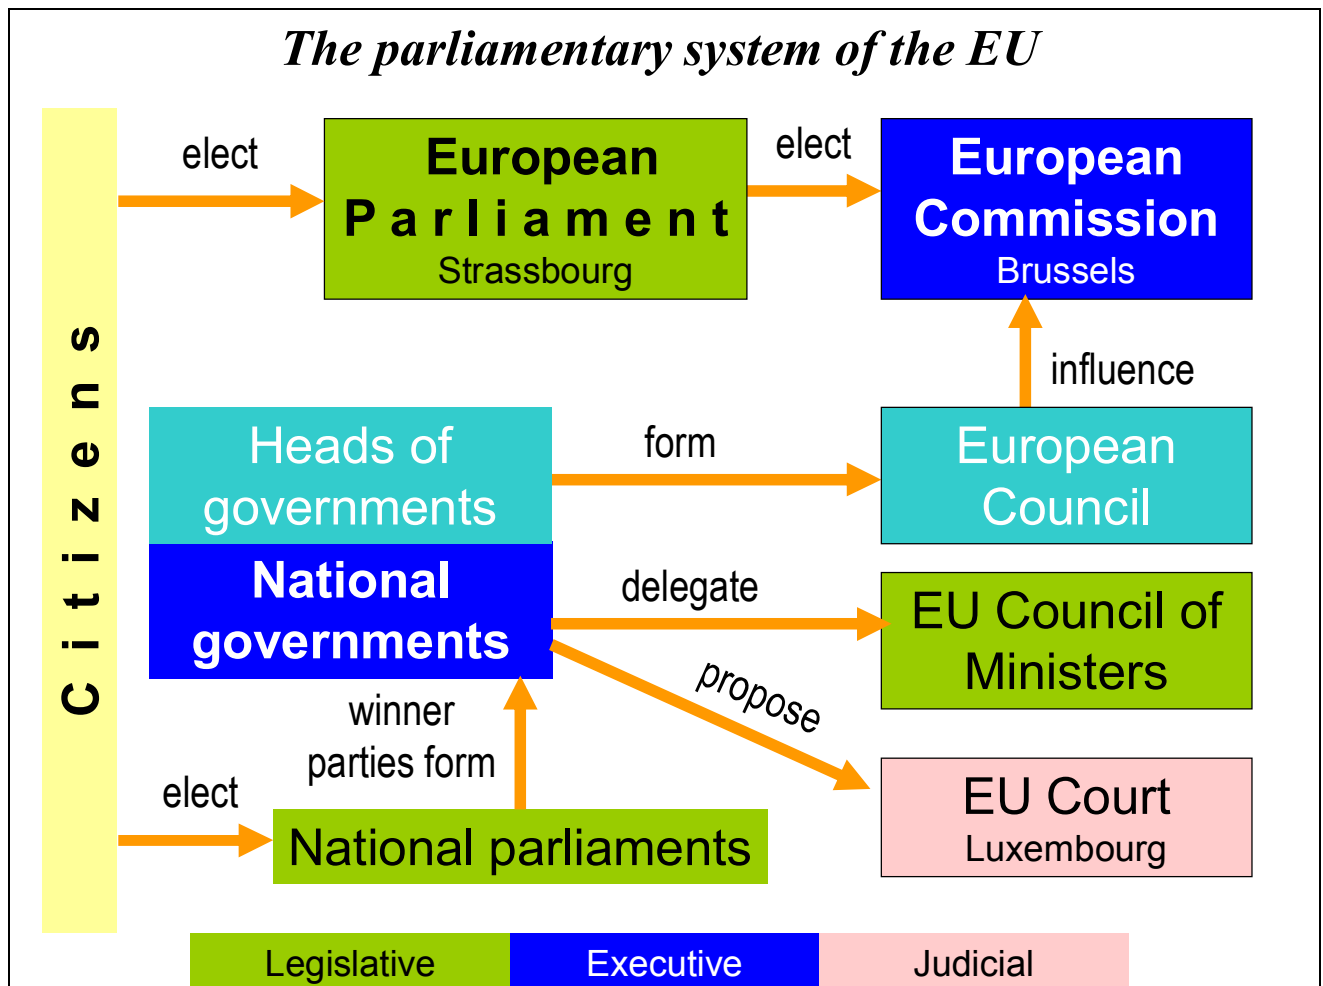 The parliamentary system of the EU
elect
European
Parliament
Strassbourg
elect
European
Commission
Brussels
influence
Citizens
Heads of
governments
form
European
Council
National
governments
delegate
EU Council of
Ministers
propose
winner
parties form
EU Court
Luxembourg
elect
National parliaments
Legislative
Executive
Judicial